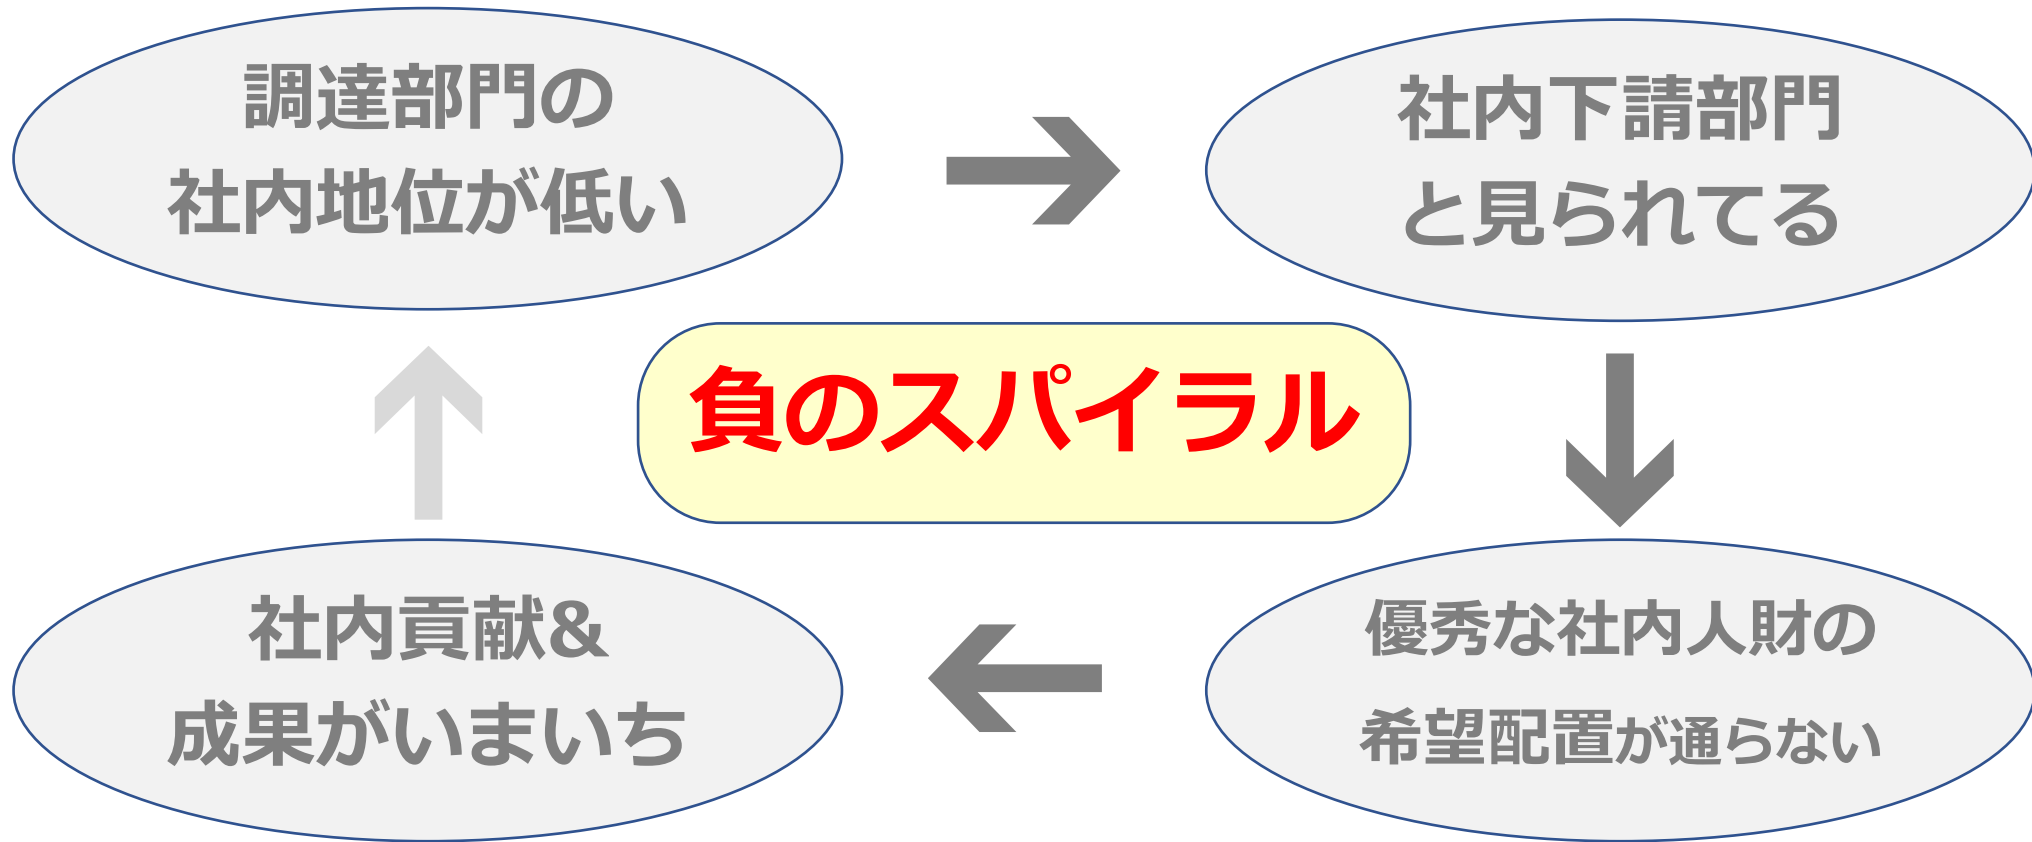 調達部門の
社内地位が低い
社内下請部門
と見られてる
負のスパイラル
社内貢献&
成果がいまいち
優秀な社内人財の
希望配置が通らない